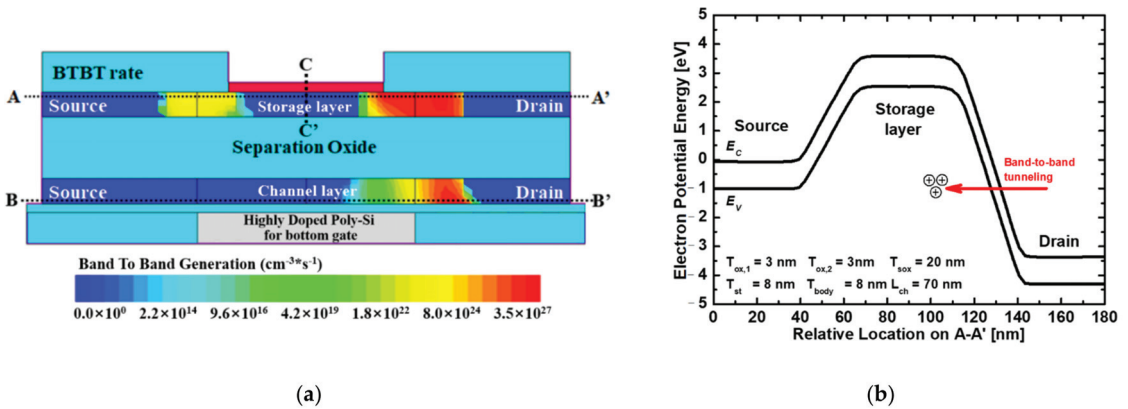 BTBT rate
C
A
A'
Source
Storage layer
Drain
C'
Separation Oxide
Source
Channel layer
Drain
B
B'
Highly Doped Poly-Si
for bottom gate
Band To Band Generation (cm⁻³*s⁻¹)
0.0×10⁰ 2.2×10¹⁴ 9.6×10¹⁶ 4.2×10¹⁹ 1.8×10²² 8.0×10²⁴ 3.5×10²⁷
(a)
Electron Potential Energy [eV]
5
4
3
2
1
0
−1
−2
−3
−4
−5
Source
Storage
layer
E_C
E_V
Band-to-band
tunneling
Drain
T_ox,1 = 3 nm T_ox,2 = 3nm T_sox = 20 nm
T_st = 8 nm T_body = 8 nm L_ch = 70 nm
0 20 40 60 80 100 120 140 160 180
Relative Location on A-A' [nm]
(b)